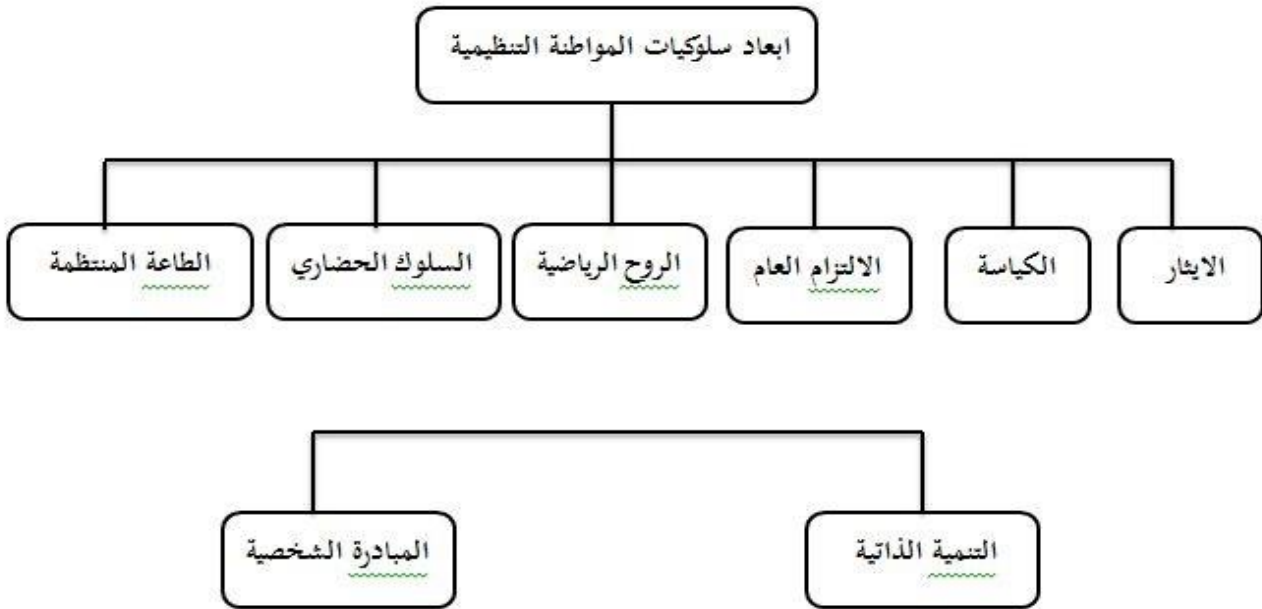 ابعاد سلوكيات المواطنة التنظيمية
الايثار
الكياسة
الالتزام العام
الروح الرياضية
السلوك الحضاري
الطاعة المنتظمة
التنمية الذاتية
المبادرة الشخصية